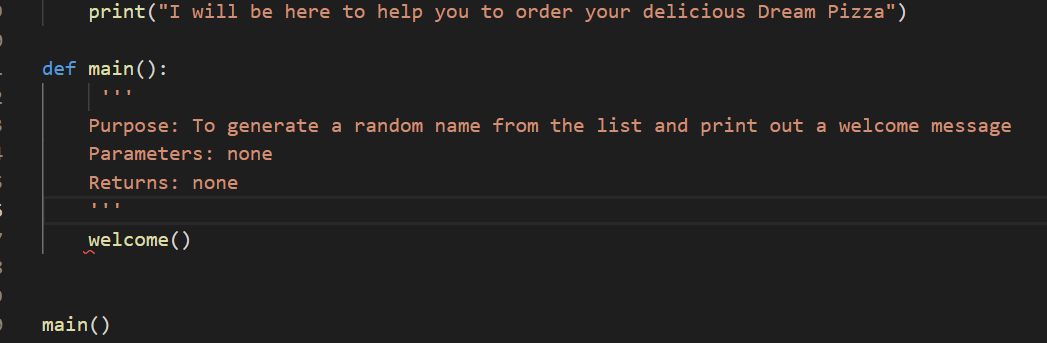 print("I will be here to help you to order your delicious Dream Pizza")
def main():
'''
Purpose: To generate a random name from the list and print out a welcome message
Parameters: none
Returns: none
'''
welcome()
main()